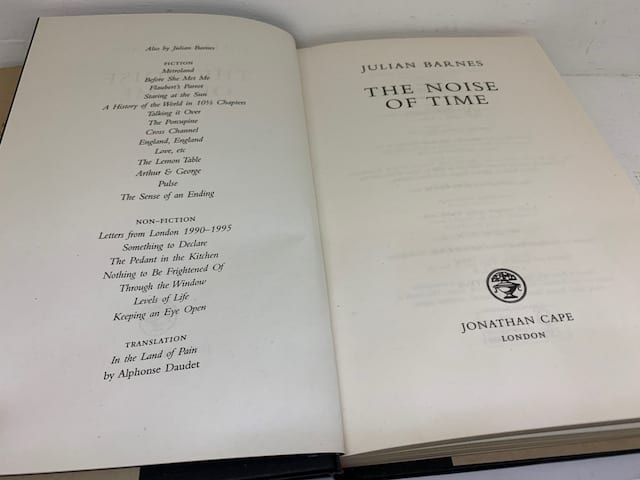 Also by Julian Barnes
FICTION
Metroland
Before She Met Me
Flaubert's Parrot
Staring at the Sun
A History of the World in 10½ Chapters
Talking it Over
The Porcupine
Cross Channel
England, England
Love, etc
The Lemon Table
Arthur & George
Pulse
The Sense of an Ending
NON-FICTION
Letters from London 1990–1995
Something to Declare
The Pedant in the Kitchen
Nothing to Be Frightened Of
Through the Window
Levels of Life
Keeping an Eye Open
TRANSLATION
In the Land of Pain
by Alphonse Daudet
JULIAN BARNES
THE NOISE
OF TIME
JONATHAN CAPE
LONDON